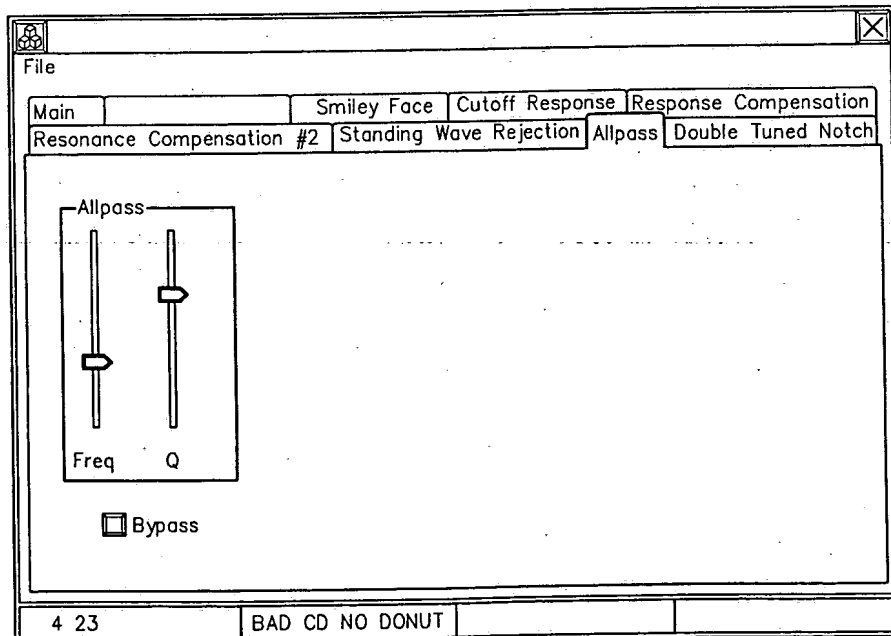 File
Main Smiley Face Cutoff Response Response Compensation
Resonance Compensation #2 Standing Wave Rejection Allpass Double Tuned Notch
Allpass
Freq Q
Bypass
4 23 BAD CD NO DONUT